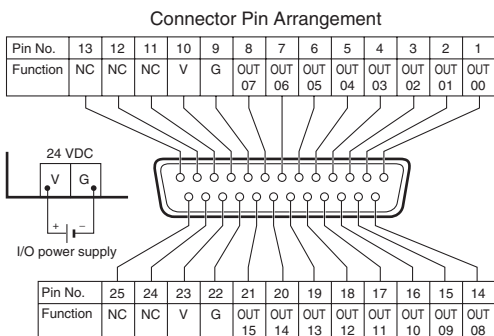 Connector Pin Arrangement
Pin No. 13 12 11 10 9 8 7 6 5 4 3 2 1
Function NC NC NC V G OUT 07 OUT 06 OUT 05 OUT 04 OUT 03 OUT 02 OUT 01 OUT 00
24 VDC
V G
+ −
I/O power supply
Pin No. 25 24 23 22 21 20 19 18 17 16 15 14
Function NC NC V G OUT 15 OUT 14 OUT 13 OUT 12 OUT 11 OUT 10 OUT 09 OUT 08